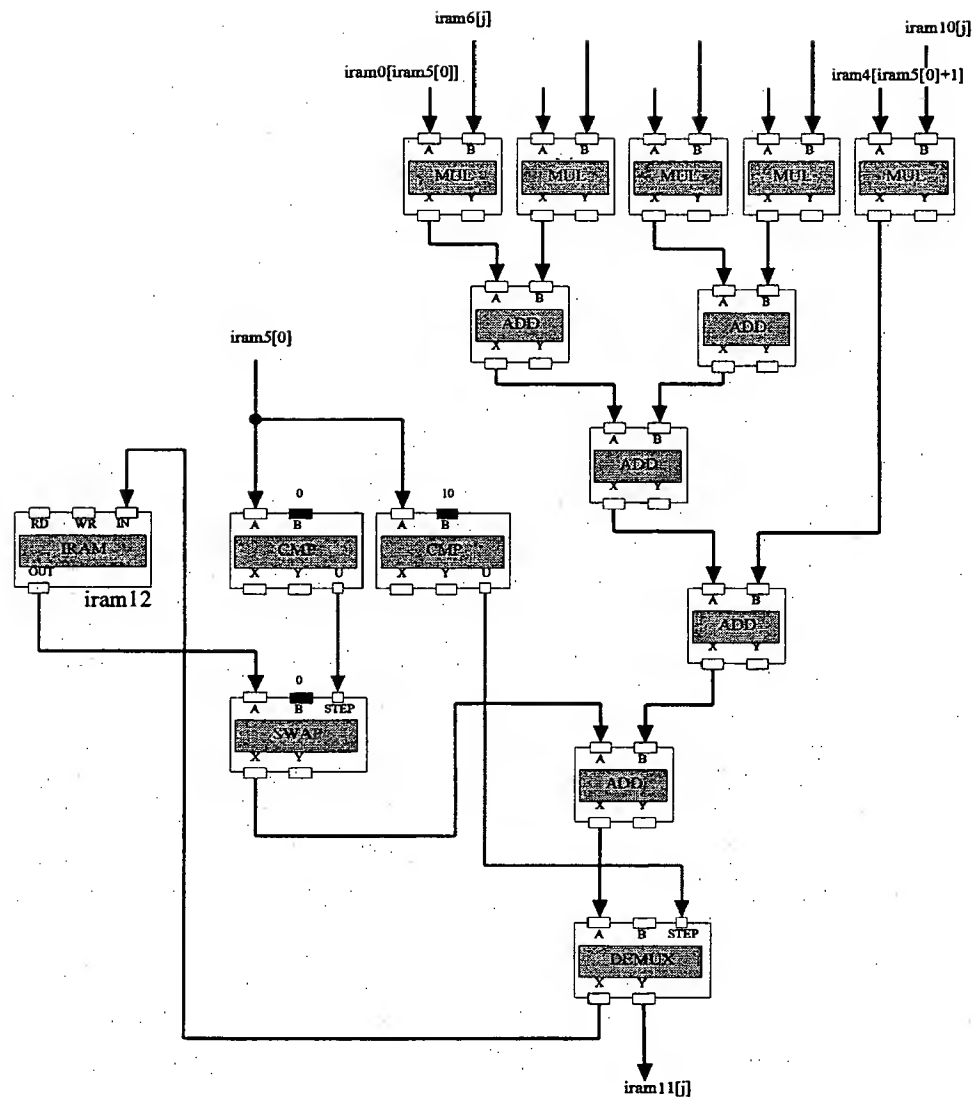 iram6[j]
iram10[j]
iram0[iram5[0]]
iram4[iram5[0]+1]
A B A B A B A B A B
MUL MUL MUL MUL MUL
X Y X Y X Y X Y X Y
A B A B
ADD ADD
X Y X Y
iram5[0]
A B
ADD
X Y
0 10
RD WR IN A B A B
IRAM CMP CMP
OUT X Y U X Y U
iram12
A B
ADD
X Y
0
A B STEP
SWAP
X Y
A B
ADD
X Y
A B STEP
DEMUX
X Y
iram11[j]